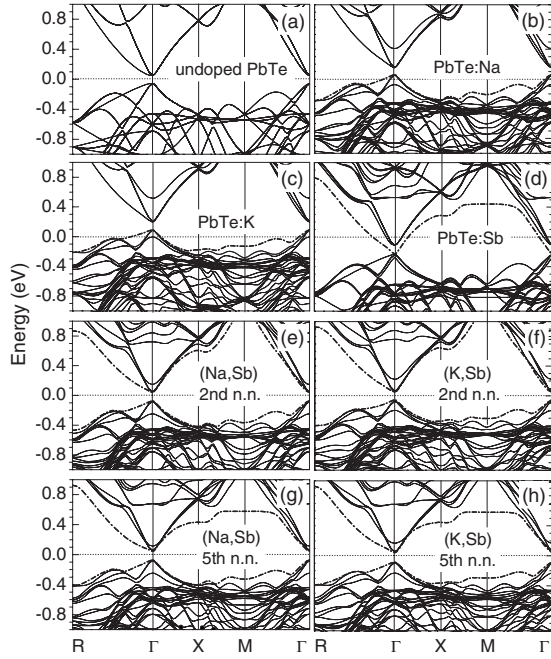 (a)
undoped PbTe
(b)
PbTe:Na
0.8
0.4
0.0
-0.4
-0.8
(c)
PbTe:K
(d)
PbTe:Sb
0.8
0.4
0.0
-0.4
-0.8
Energy (eV)
(e)
(Na,Sb)
2nd n.n.
(f)
(K,Sb)
2nd n.n.
0.8
0.4
0.0
-0.4
-0.8
(g)
(Na,Sb)
5th n.n.
(h)
(K,Sb)
5th n.n.
0.8
0.4
0.0
-0.4
-0.8
R Γ X M Γ R Γ X M Γ